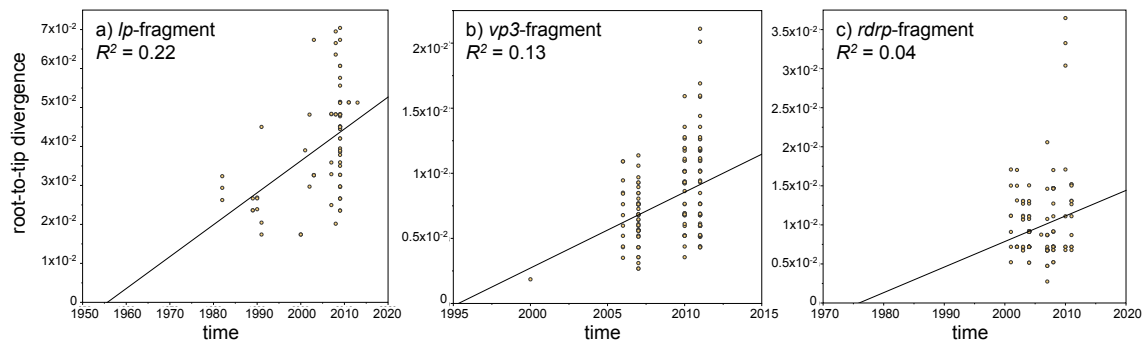 a) lp-fragment
R² = 0.22
root-to-tip divergence
7x10⁻²
6x10⁻²
5x10⁻²
4x10⁻²
3x10⁻²
2x10⁻²
1x10⁻²
0
1950 1960 1970 1980 1990 2000 2010 2020
time
b) vp3-fragment
R² = 0.13
2x10⁻²
1.5x10⁻²
1x10⁻²
0.5x10⁻²
0
1995 2000 2005 2010 2015
time
c) rdrp-fragment
R² = 0.04
3.5x10⁻²
3x10⁻²
2.5x10⁻²
2x10⁻²
1.5x10⁻²
1x10⁻²
0.5x10⁻²
0
1970 1980 1990 2000 2010 2020
time